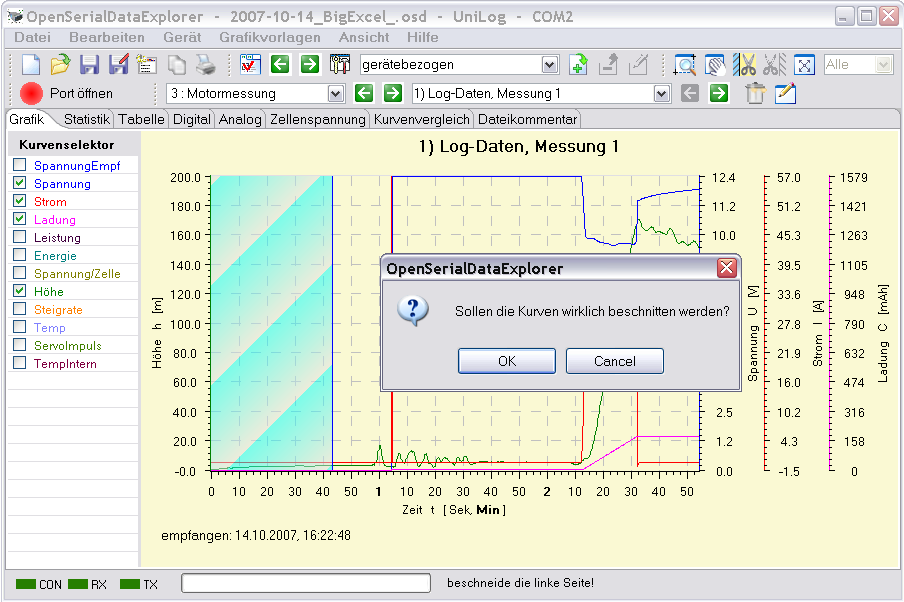 OpenSerialDataExplorer - 2007-10-14_BigExcel_.osd - UniLog - COM2
Datei Bearbeiten Gerät Grafikvorlagen Ansicht Hilfe
gerätebezogen Alle
Port öffnen 3 : Motormessung 1) Log-Daten, Messung 1
Grafik Statistik Tabelle Digital Analog Zellenspannung Kurvenvergleich Dateikommentar
Kurvenselektor
SpannungEmpf
Spannung
Strom
Ladung
Leistung
Energie
Spannung/Zelle
Höhe
Steigrate
Temp
ServoImpuls
TempIntern
1) Log-Daten, Messung 1
200.0 12.4 57.0 1579
180.0 11.2 51.2 1421
160.0 10.0 45.3 1263
140.0 39.5 1105
120.0 33.6 948
100.0 27.8 790
80.0 21.9 632
60.0 16.0 474
40.0 2.5 10.2 316
20.0 1.2 4.3 158
-0.0 0.0 -1.5 0
Höhe h [m]
Spannung U [V]
Strom I [A]
Ladung C [mAh]
0 10 20 30 40 50 1 10 20 30 40 50 2 10 20 30 40 50
Zeit t [ Sek, Min ]
empfangen: 14.10.2007, 16:22:48
OpenSerialDataExplorer
Sollen die Kurven wirklich beschnitten werden?
OK Cancel
CON RX TX beschneide die linke Seite!